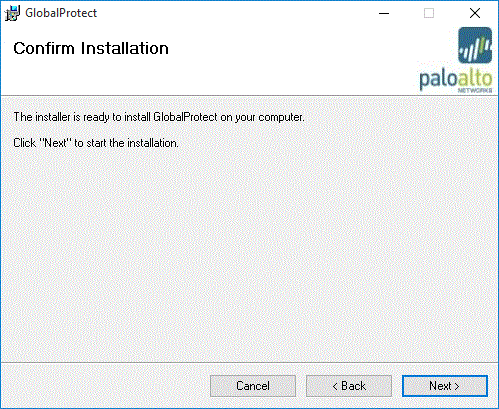 GlobalProtect
Confirm Installation
paloalto
NETWORKS
The installer is ready to install GlobalProtect on your computer.
Click "Next" to start the installation.
Cancel
< Back
Next >